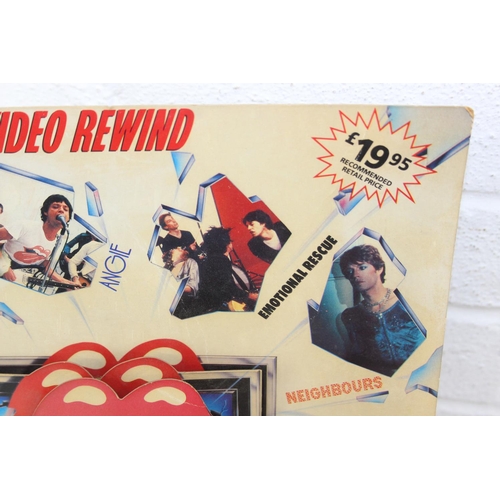 VIDEO REWIND
£19.95
RECOMMENDED
RETAIL PRICE
ANGIE
EMOTIONAL RESCUE
NEIGHBOURS